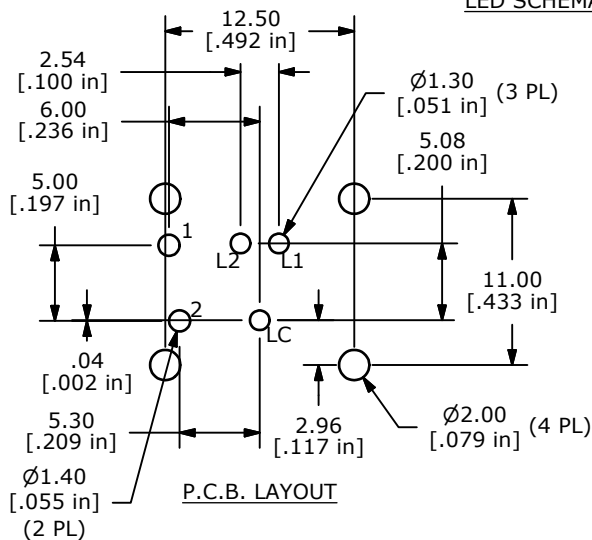 LED SCHEMA
12.50
[.492 in]
2.54
[.100 in]
Ø1.30
[.051 in] (3 PL)
6.00
[.236 in]
5.08
[.200 in]
5.00
[.197 in]
1
L2
L1
11.00
[.433 in]
2
LC
.04
[.002 in]
5.30
[.209 in]
2.96
[.117 in]
Ø2.00
[.079 in] (4 PL)
Ø1.40
[.055 in]
(2 PL)
P.C.B. LAYOUT